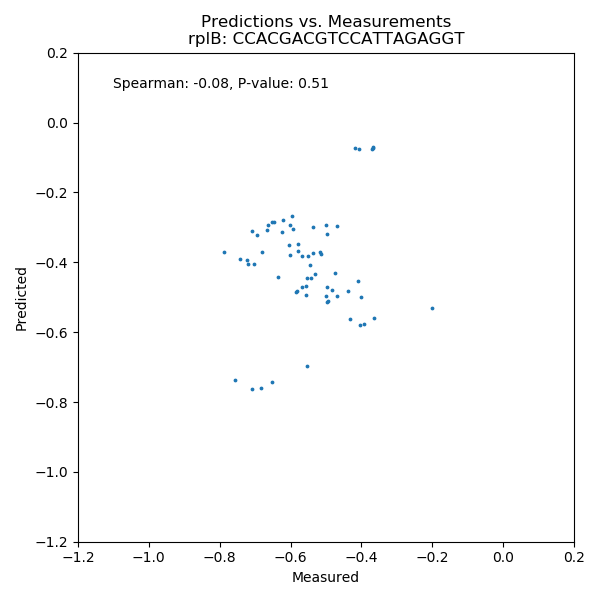 Predictions vs. Measurements
rplB: CCACGACGTCCATTAGAGGT
Spearman: -0.08, P-value: 0.51
0.2
0.0
−0.2
−0.4
−0.6
−0.8
−1.0
−1.2
Predicted
−1.2 −1.0 −0.8 −0.6 −0.4 −0.2 0.0 0.2
Measured